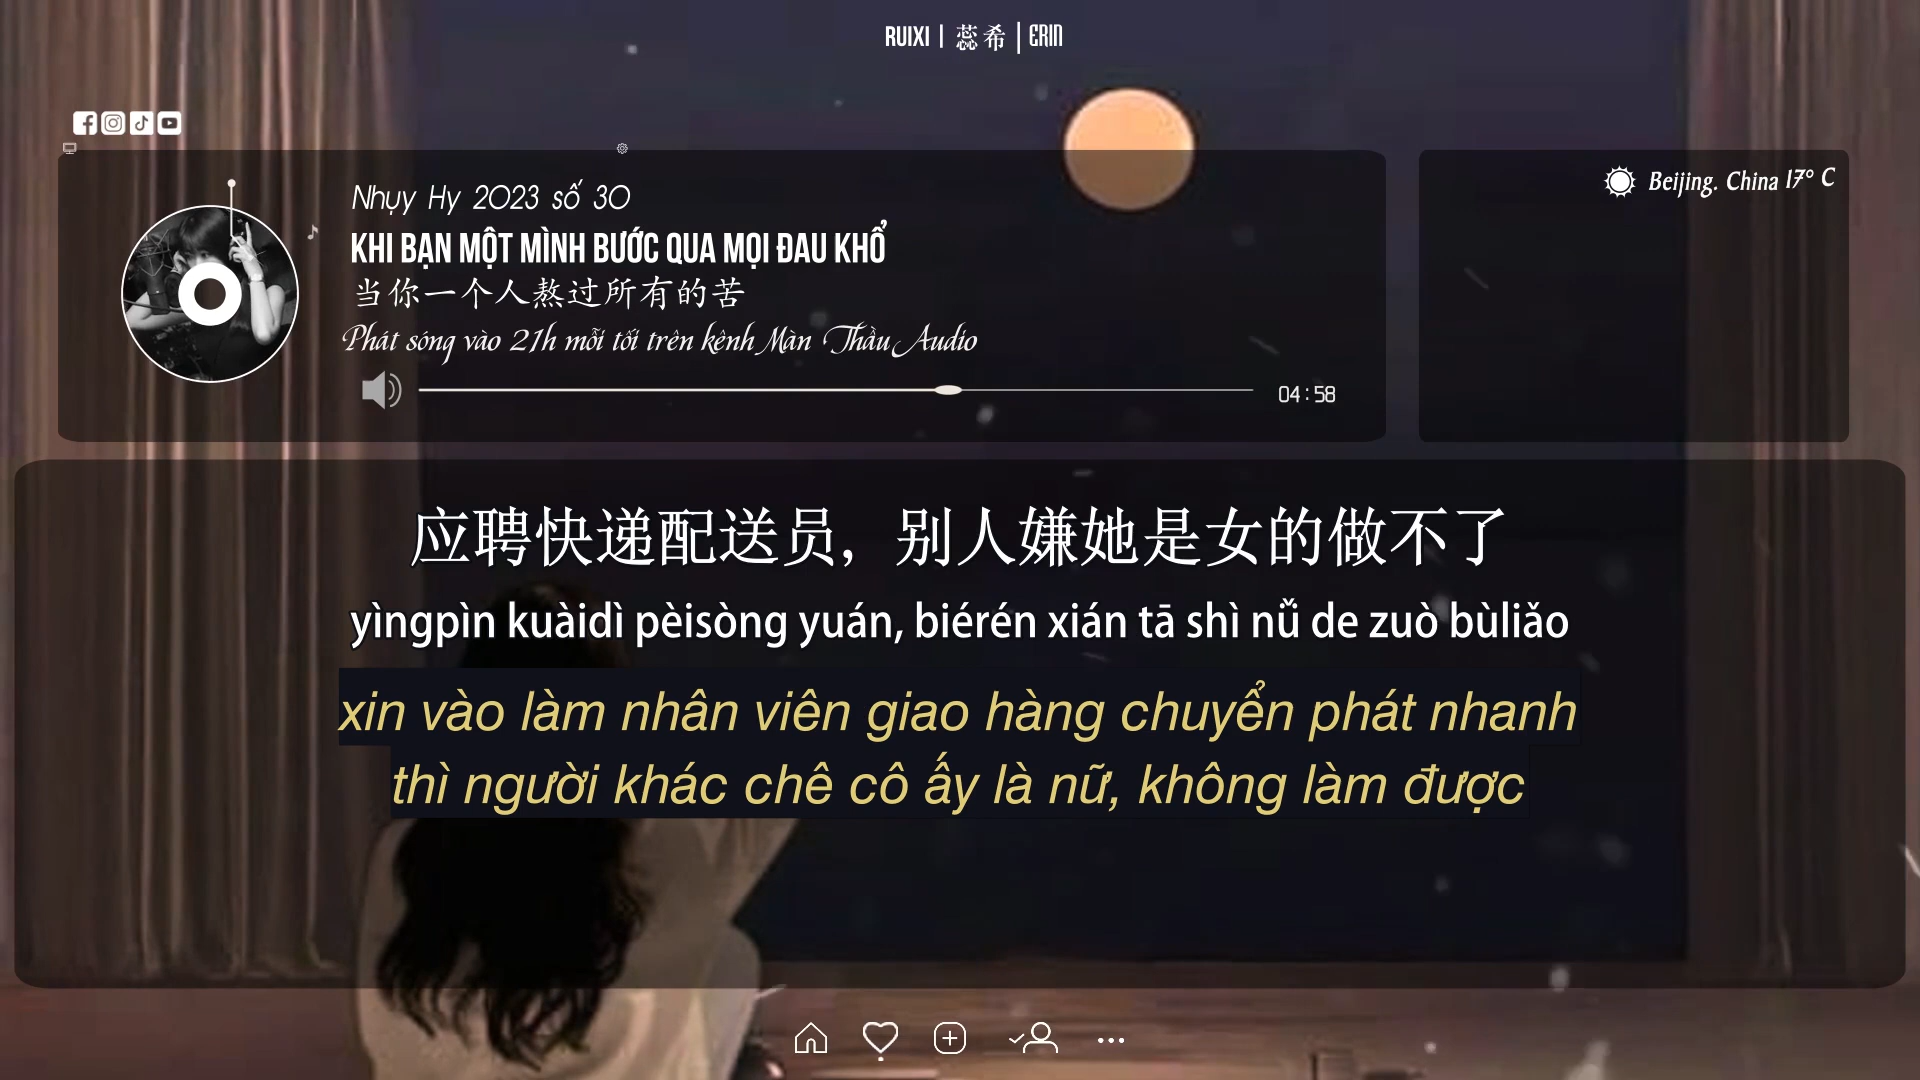 RUIXI | 蕊希 | ERIN
Nhụy Hy 2023 số 30
KHI BẠN MỘT MÌNH BƯỚC QUA MỌI ĐAU KHỔ
当你一个人熬过所有的苦
Phát sóng vào 21h mỗi tối trên kênh Màn Thầu Audio
04:58
Beijing. China 17° C
应聘快递配送员，别人嫌她是女的做不了
yìngpìn kuàidì pèisòng yuán, biérén xián tā shì nǚ de zuò bùliǎo
xin vào làm nhân viên giao hàng chuyển phát nhanh
thì người khác chê cô ấy là nữ, không làm được